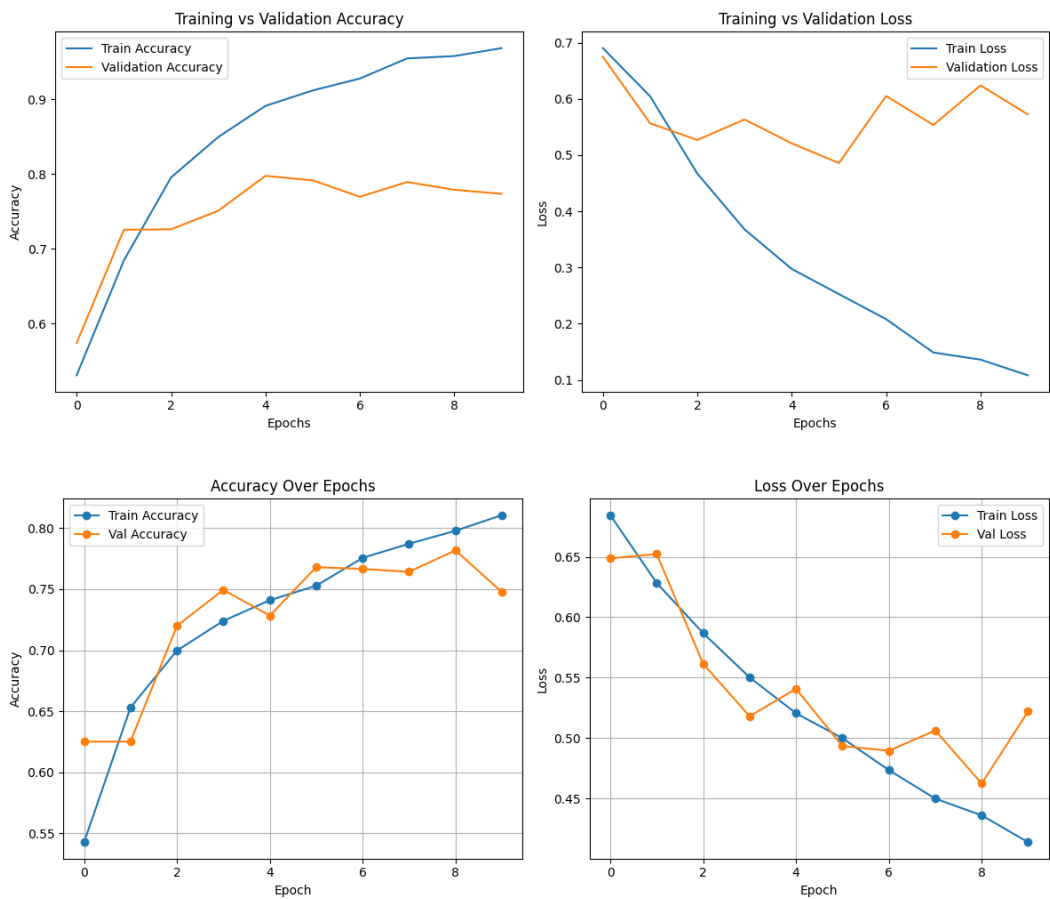 Training vs Validation Accuracy
Train Accuracy
Validation Accuracy
0.9
0.8
0.7
0.6
Accuracy
0 2 4 6 8
Epochs
Training vs Validation Loss
Train Loss
Validation Loss
0.7
0.6
0.5
0.4
0.3
0.2
0.1
Loss
0 2 4 6 8
Epochs
Accuracy Over Epochs
Train Accuracy
Val Accuracy
0.80
0.75
0.70
0.65
0.60
0.55
Accuracy
0 2 4 6 8
Epoch
Loss Over Epochs
Train Loss
Val Loss
0.65
0.60
0.55
0.50
0.45
Loss
0 2 4 6 8
Epoch